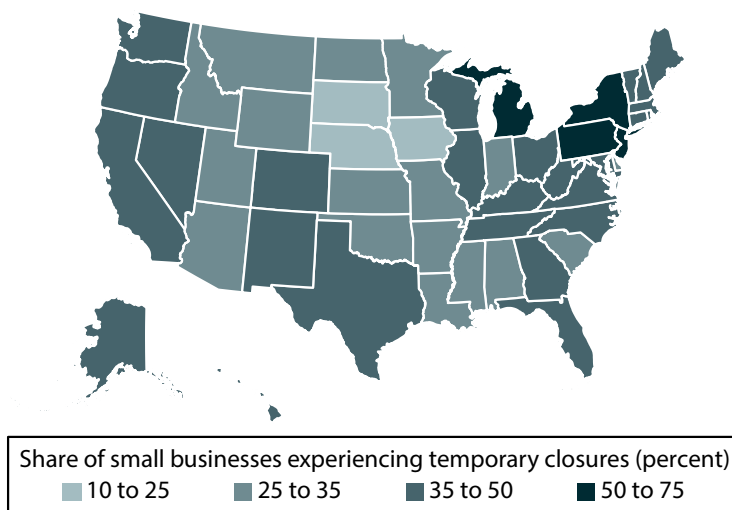 Share of small businesses experiencing temporary closures (percent)
10 to 25 25 to 35 35 to 50 50 to 75